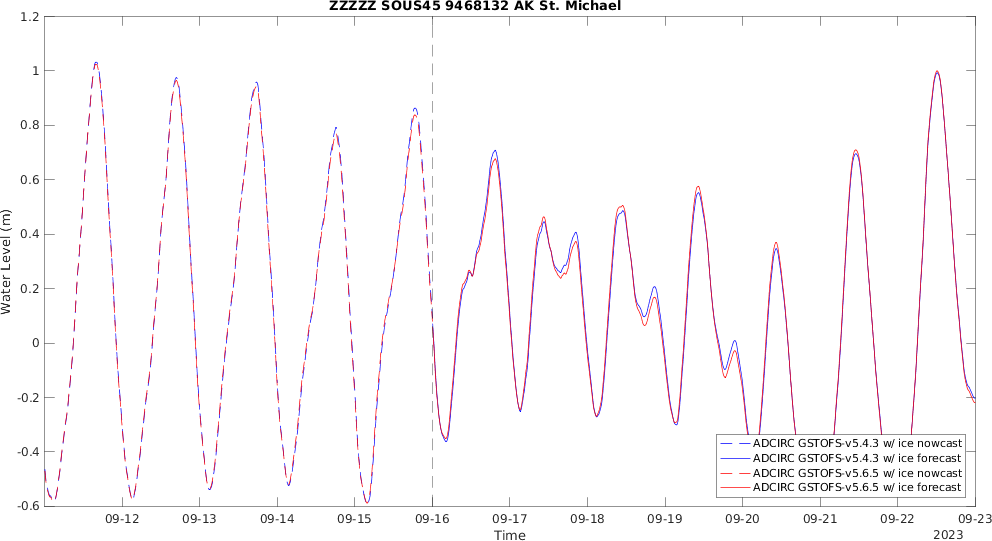 ZZZZZ SOUS45 9468132 AK St. Michael
1.2
1
0.8
0.6
0.4
0.2
0
-0.2
-0.4
-0.6
Water Level (m)
ADCIRC GSTOFS-v5.4.3 w/ ice nowcast
ADCIRC GSTOFS-v5.4.3 w/ ice forecast
ADCIRC GSTOFS-v5.6.5 w/ ice nowcast
ADCIRC GSTOFS-v5.6.5 w/ ice forecast
09-12 09-13 09-14 09-15 09-16 09-17 09-18 09-19 09-20 09-21 09-22 09-23
Time
2023